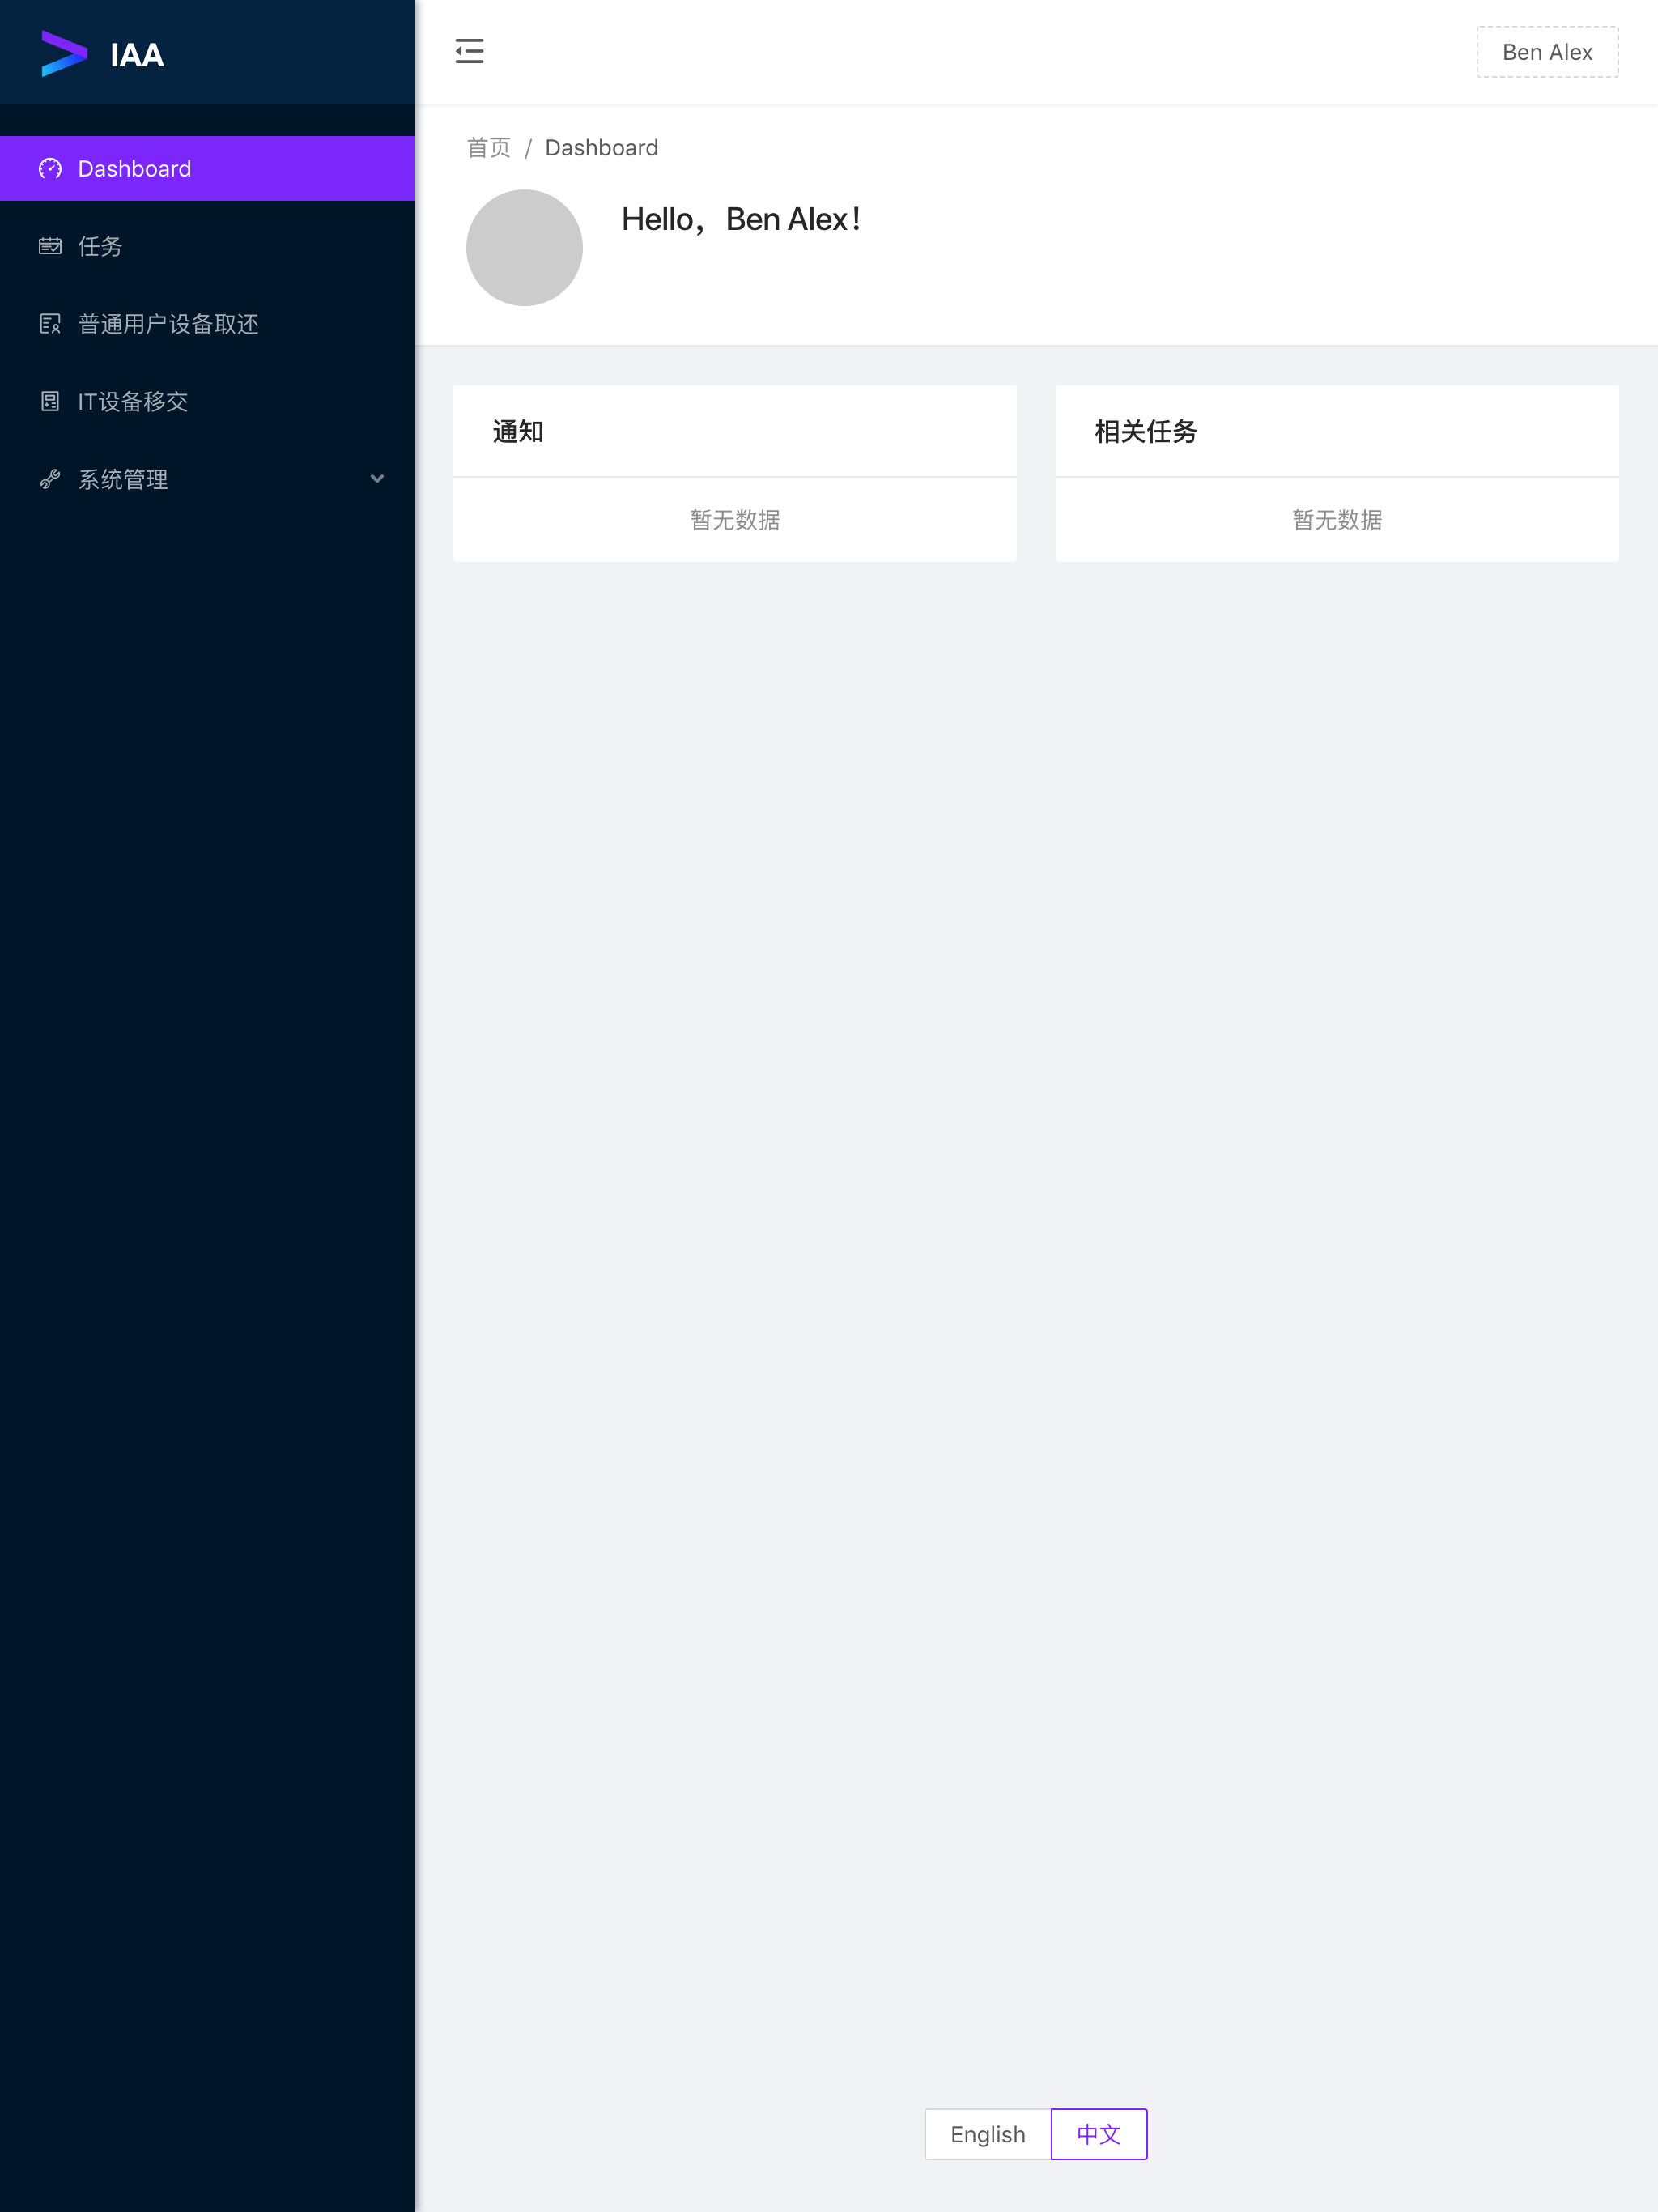 IAA
Ben Alex
Dashboard
任务
普通用户设备取还
IT设备移交
系统管理
首页 / Dashboard
Hello，Ben Alex！
通知
暂无数据
相关任务
暂无数据
English 中文